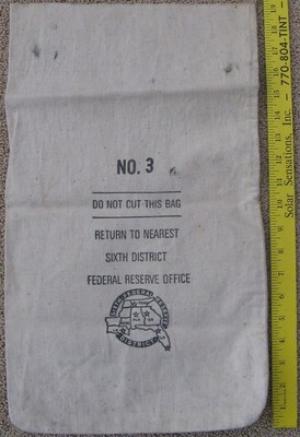 NO. 3
DO NOT CUT THIS BAG
RETURN TO NEAREST
SIXTH DISTRICT
FEDERAL RESERVE OFFICE
DISTRICT
Solar Sensations, Inc. - 770-804-TINT